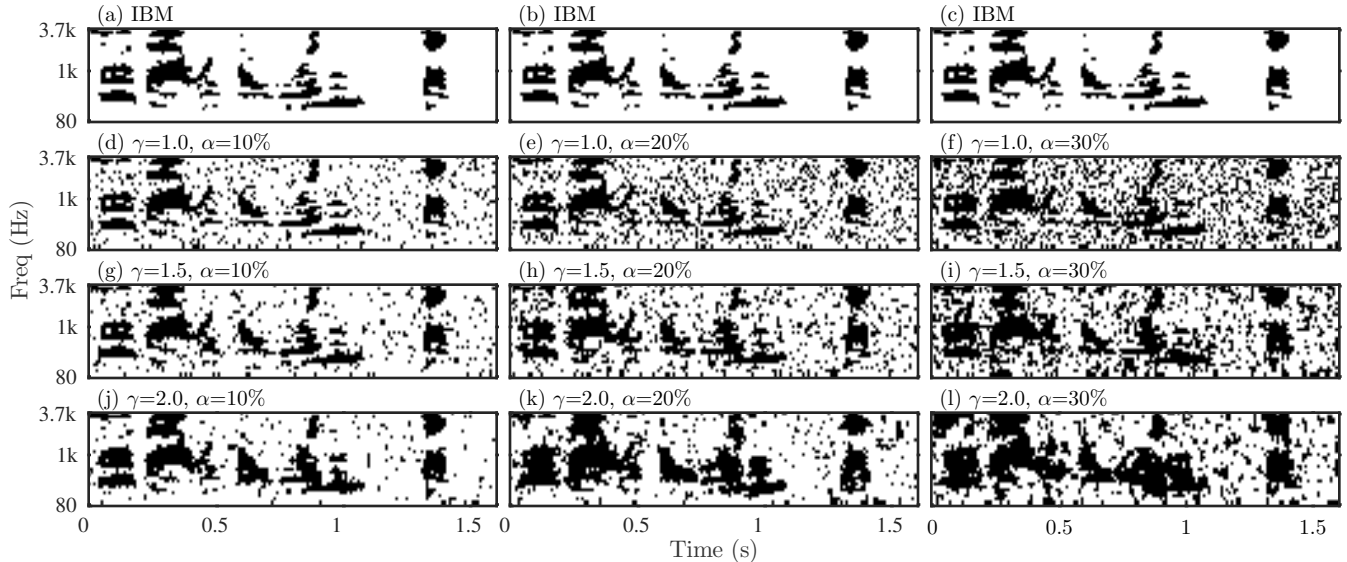 (a) IBM
(b) IBM
(c) IBM
3.7k
1k
80
(d) γ=1.0, α=10%
(e) γ=1.0, α=20%
(f) γ=1.0, α=30%
3.7k
1k
80
(g) γ=1.5, α=10%
(h) γ=1.5, α=20%
(i) γ=1.5, α=30%
3.7k
1k
80
(j) γ=2.0, α=10%
(k) γ=2.0, α=20%
(l) γ=2.0, α=30%
3.7k
1k
80
Freq (Hz)
0 0.5 1 1.5 0 0.5 1 1.5 0 0.5 1 1.5
Time (s)